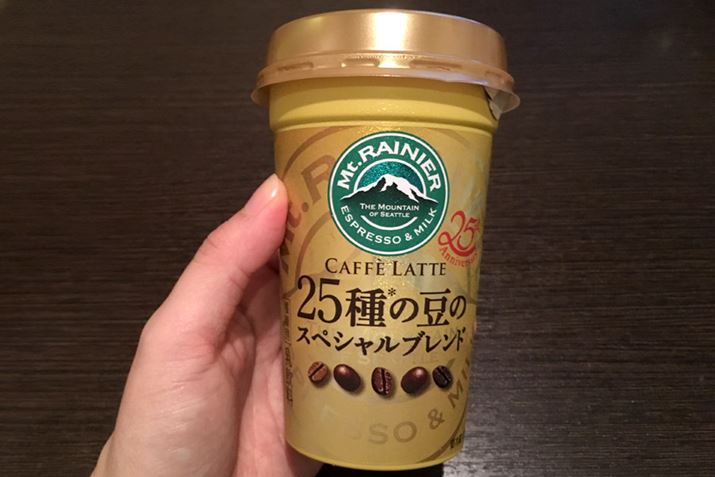 Mt. RAINIER
THE MOUNTAIN
OF SEATTLE
ESPRESSO & MILK
25th
Anniversary
CAFFÈ LATTE
25種*の豆の
スペシャルブレンド